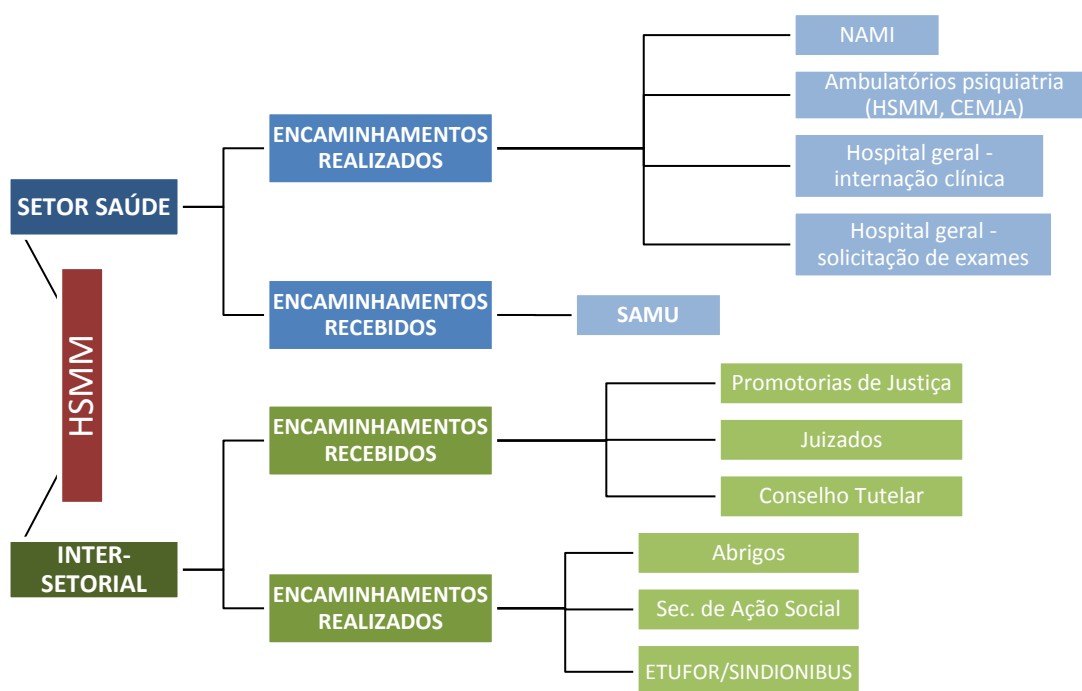 NAMI
Ambulatórios psiquiatria
(HSMM, CEMJA)
ENCAMINHAMENTOS
REALIZADOS
Hospital geral -
internação clínica
SETOR SAÚDE
Hospital geral -
solicitação de exames
ENCAMINHAMENTOS
RECEBIDOS
SAMU
HSMM
Promotorias de Justiça
ENCAMINHAMENTOS
RECEBIDOS
Juizados
Conselho Tutelar
INTER-
SETORIAL
Abrigos
ENCAMINHAMENTOS
REALIZADOS
Sec. de Ação Social
ETUFOR/SINDIONIBUS